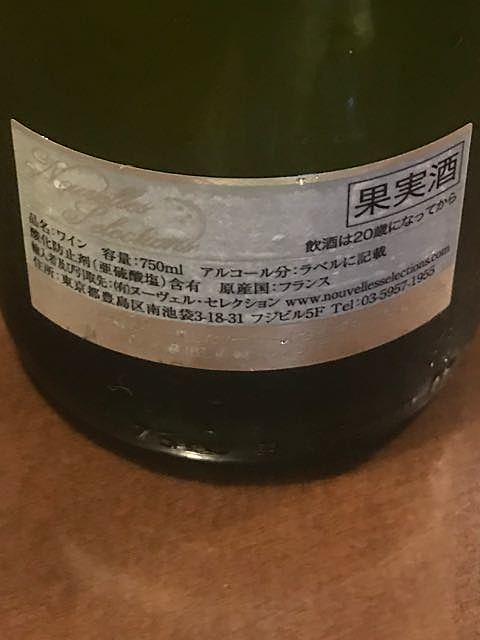 Nouvelles
Selections
果実酒
飲酒は20歳になってから
品名:ワイン 容量:750ml アルコール分:ラベルに記載
酸化防止剤(亜硫酸塩)含有 原産国:フランス
輸入者及び引取先:(有)ヌーヴェル・セレクション www.nouvellesselections.com
住所:東京都豊島区南池袋3-18-31 フジビル5F Tel:03-5957-1955